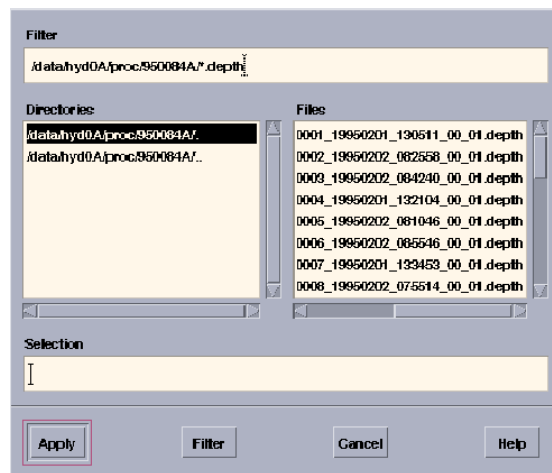 Filter
/data/hyd0A/proc/950084A/*.depth
Directories
/data/hyd0A/proc/950084A/.
/data/hyd0A/proc/950084A/..
Files
0001_19950201_130511_00_01.depth
0002_19950202_082558_00_01.depth
0003_19950202_084240_00_01.depth
0004_19950201_132104_00_01.depth
0005_19950202_081046_00_01.depth
0006_19950202_085546_00_01.depth
0007_19950201_133453_00_01.depth
0008_19950202_075514_00_01.depth
Selection
Apply
Filter
Cancel
Help